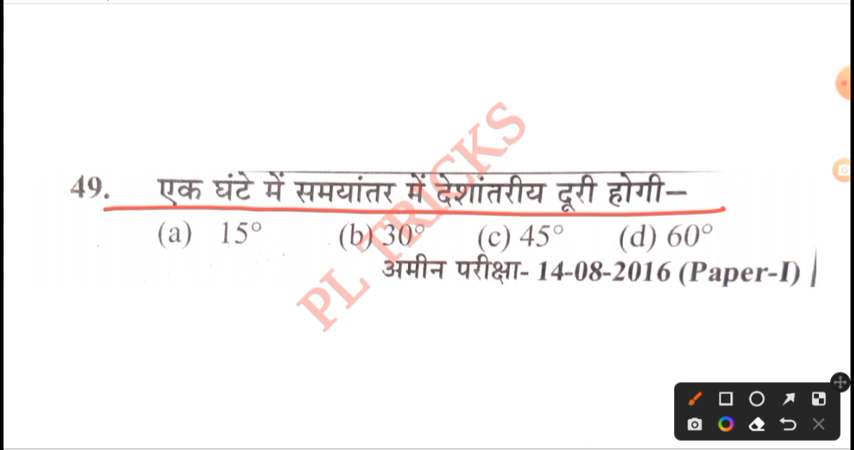 49. एक घंटे में समयांतर में देशांतरीय दूरी होगी–
(a) 15° (b) 30° (c) 45° (d) 60°
अमीन परीक्षा- 14-08-2016 (Paper-I)
PL TRICKS